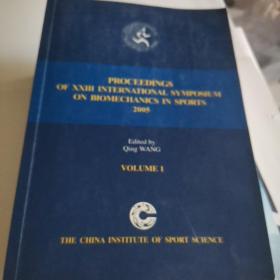 PROCEEDINGS
OF XXIII INTERNATIONAL SYMPOSIUM
ON BIOMECHANICS IN SPORTS
2005
Edited by
Qing WANG
VOLUME 1
THE CHINA INSTITUTE OF SPORT SCIENCE